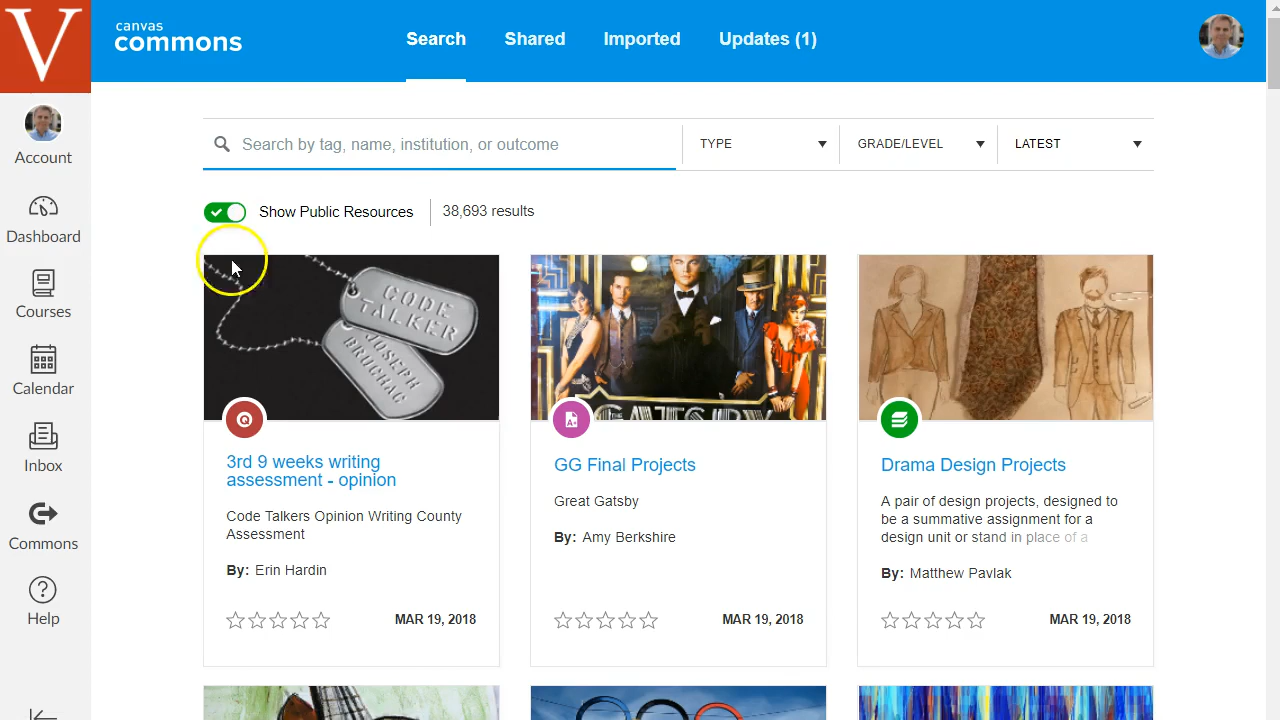 V
canvas
commons
Search
Shared
Imported
Updates (1)
Account
Dashboard
Courses
Calendar
Inbox
Commons
Help
Search by tag, name, institution, or outcome
TYPE
GRADE/LEVEL
LATEST
Show Public Resources
38,693 results
CODE
TALKER
JOSEPH
BRUCHAC
Q
3rd 9 weeks writing
assessment - opinion
Code Talkers Opinion Writing County
Assessment
By: Erin Hardin
MAR 19, 2018
GATSBY
A+
GG Final Projects
Great Gatsby
By: Amy Berkshire
MAR 19, 2018
Drama Design Projects
A pair of design projects, designed to
be a summative assignment for a
design unit or stand in place of a
By: Matthew Pavlak
MAR 19, 2018